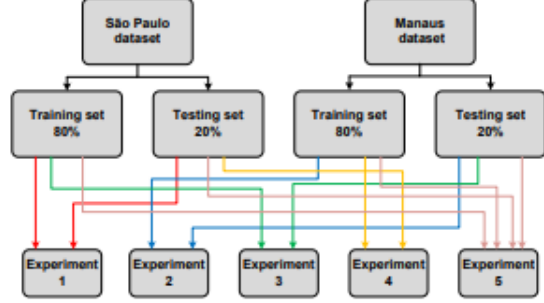 São Paulo
dataset
Manaus
dataset
Training set
80%
Testing set
20%
Training set
80%
Testing set
20%
Experiment
1
Experiment
2
Experiment
3
Experiment
4
Experiment
5